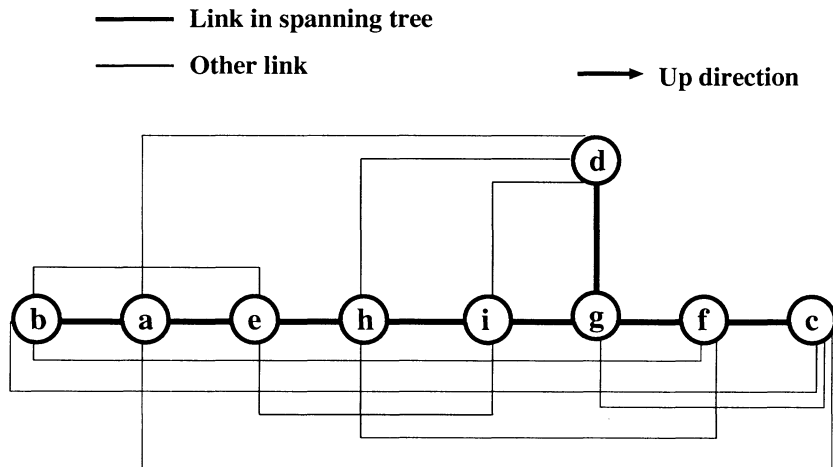 Link in spanning tree
Other link
Up direction
d
b a e h i g f c